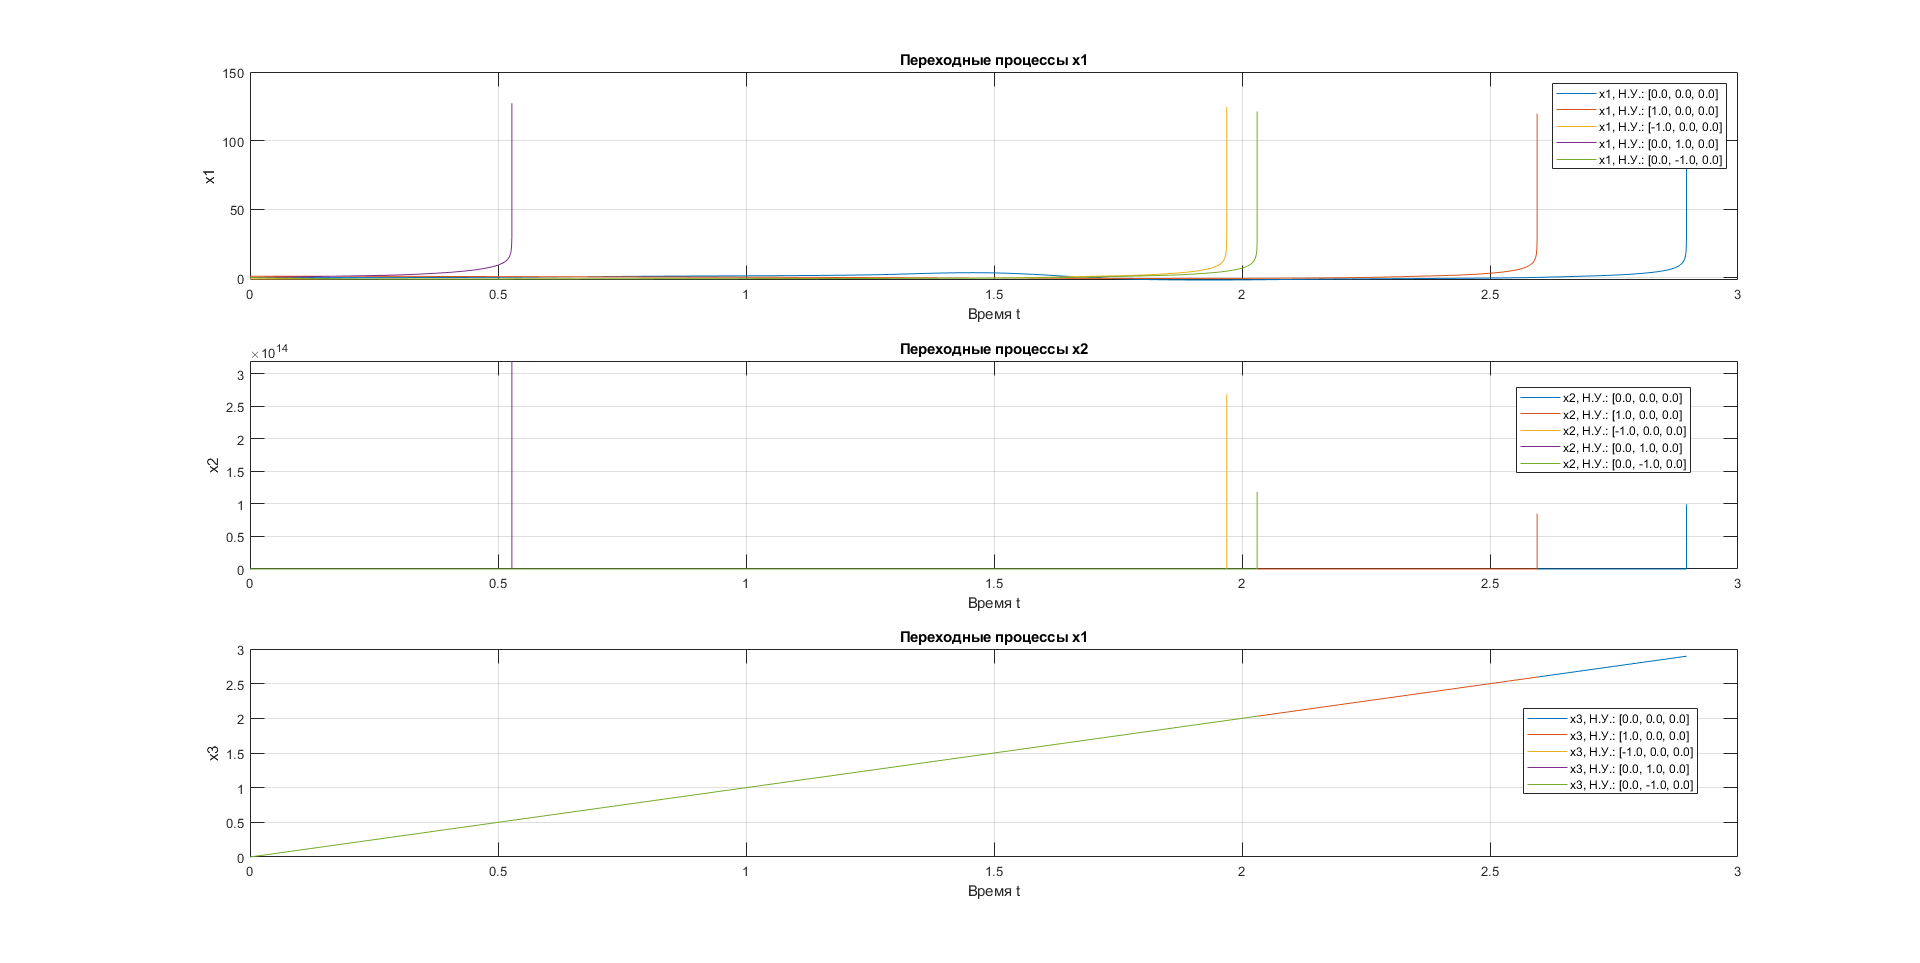 Переходные процессы x1
150
100
50
0
x1
0
0.5
1
1.5
2
2.5
3
Время t
x1, Н.У.: [0.0, 0.0, 0.0]
x1, Н.У.: [1.0, 0.0, 0.0]
x1, Н.У.: [-1.0, 0.0, 0.0]
x1, Н.У.: [0.0, 1.0, 0.0]
x1, Н.У.: [0.0, -1.0, 0.0]
Переходные процессы x2
×10^14
3
2.5
2
1.5
1
0.5
0
x2
0
0.5
1
1.5
2
2.5
3
Время t
x2, Н.У.: [0.0, 0.0, 0.0]
x2, Н.У.: [1.0, 0.0, 0.0]
x2, Н.У.: [-1.0, 0.0, 0.0]
x2, Н.У.: [0.0, 1.0, 0.0]
x2, Н.У.: [0.0, -1.0, 0.0]
Переходные процессы x1
3
2.5
2
1.5
1
0.5
0
x3
0
0.5
1
1.5
2
2.5
3
Время t
x3, Н.У.: [0.0, 0.0, 0.0]
x3, Н.У.: [1.0, 0.0, 0.0]
x3, Н.У.: [-1.0, 0.0, 0.0]
x3, Н.У.: [0.0, 1.0, 0.0]
x3, Н.У.: [0.0, -1.0, 0.0]